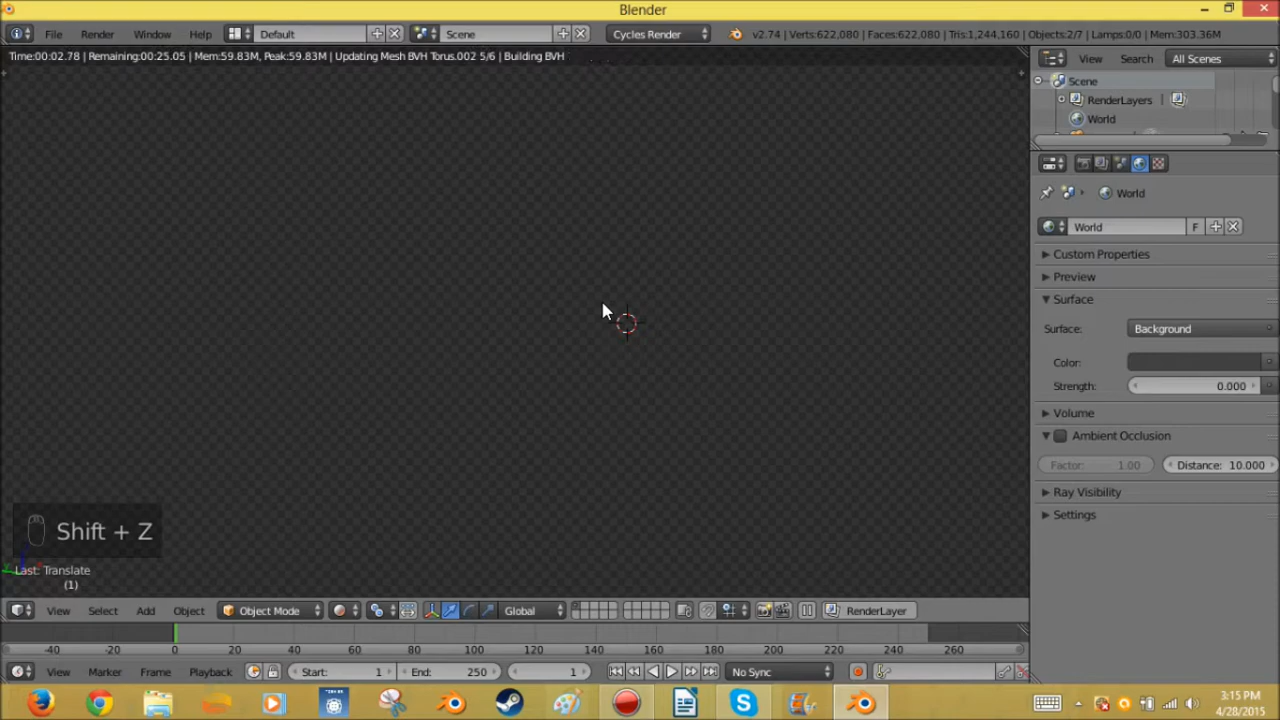 Blender
File Render Window Help Default Scene Cycles Render v2.74 | Verts:622,080 | Faces:622,080 | Tris:1,244,160 | Objects:2/7 | Lamps:0/0 | Mem:303.36M
Time:00:02.78 | Remaining:00:25.05 | Mem:59.83M, Peak:59.83M | Updating Mesh BVH Torus.002 5/6 | Building BVH
View Search All Scenes
Scene
RenderLayers
World
World
World F
Custom Properties
Preview
Surface
Surface: Background
Color:
Strength: 0.000
Volume
Ambient Occlusion
Factor: 1.00 Distance: 10.000
Ray Visibility
Settings
Shift + Z
Last: Translate
(1)
View Select Add Object Object Mode Global RenderLayer
-40 -20 0 20 40 60 80 100 120 140 160 180 200 220 240 260
View Marker Frame Playback Start: 1 End: 250 1 No Sync
3:15 PM
4/28/2015